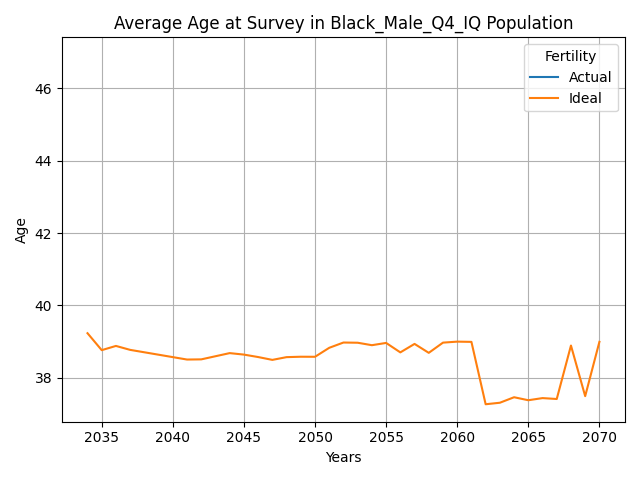 Average Age at Survey in Black_Male_Q4_IQ Population
Fertility
Actual
Ideal
Age
46
44
42
40
38
2035 2040 2045 2050 2055 2060 2065 2070
Years